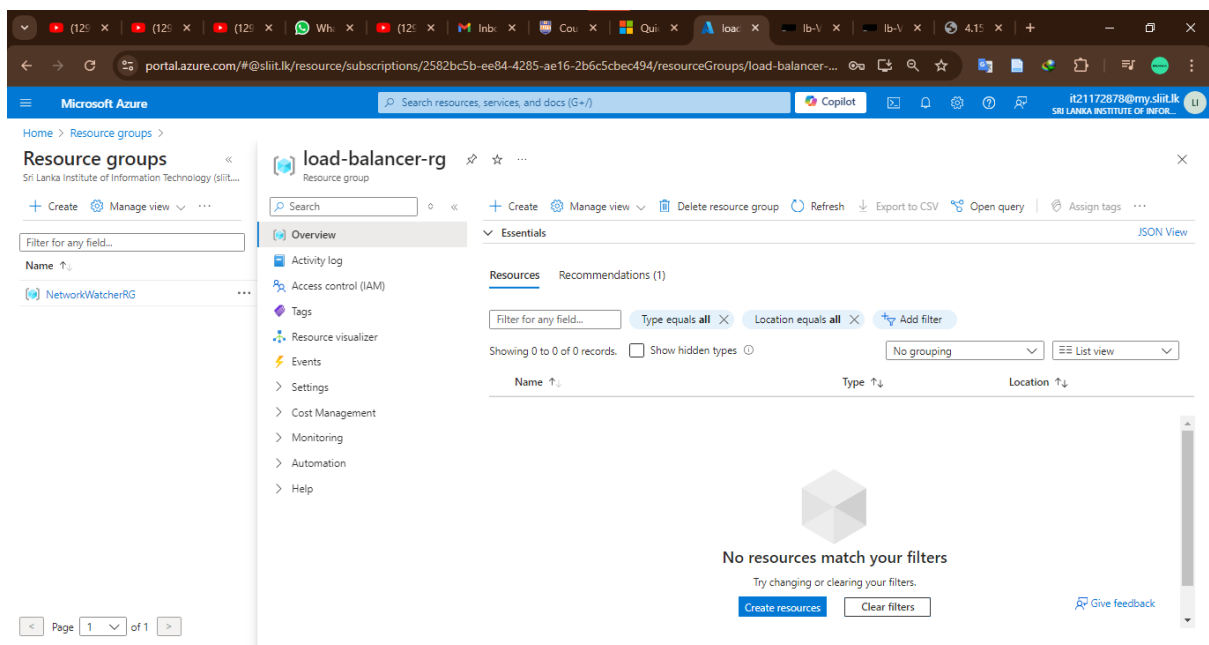 (129
(129
(129
Wha
(129
Inbo
Cou
Quic
loac
lb-V
lb-V
4.15
portal.azure.com/#@sliit.lk/resource/subscriptions/2582bc5b-ee84-4285-ae16-2b6c5cbec494/resourceGroups/load-balancer-...
Microsoft Azure
Search resources, services, and docs (G+/)
Copilot
it21172878@my.sliit.lk
SRI LANKA INSTITUTE OF INFOR...
LI
Home > Resource groups >
Resource groups
Sri Lanka Institute of Information Technology (sliit....
+ Create
Manage view
...
Filter for any field...
Name ↑↓
NetworkWatcherRG
...
< Page 1 of 1 >
load-balancer-rg
...
Resource group
Search
Overview
Activity log
Access control (IAM)
Tags
Resource visualizer
Events
Settings
Cost Management
Monitoring
Automation
Help
+ Create
Manage view
Delete resource group
Refresh
Export to CSV
Open query
Assign tags
...
Essentials
JSON View
Resources
Recommendations (1)
Filter for any field...
Type equals all
Location equals all
Add filter
Showing 0 to 0 of 0 records.
Show hidden types
No grouping
List view
Name ↑↓
Type ↑↓
Location ↑↓
No resources match your filters
Try changing or clearing your filters.
Create resources
Clear filters
Give feedback